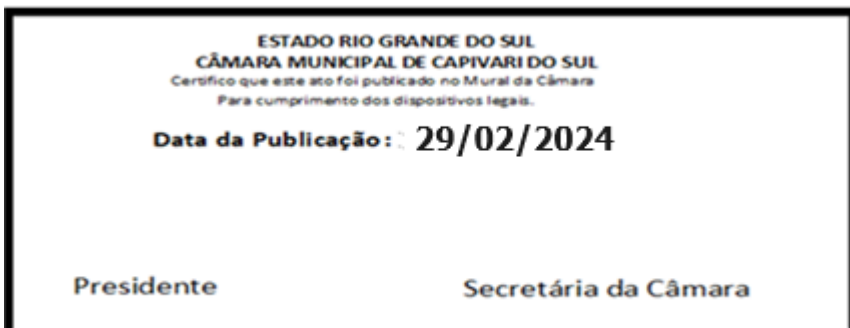 ESTADO RIO GRANDE DO SUL
CÂMARA MUNICIPAL DE CAPIVARI DO SUL
Certifico que este ato foi publicado no Mural da Câmara
Para cumprimento dos dispositivos legais.
Data da Publicação: 29/02/2024
Presidente Secretária da Câmara